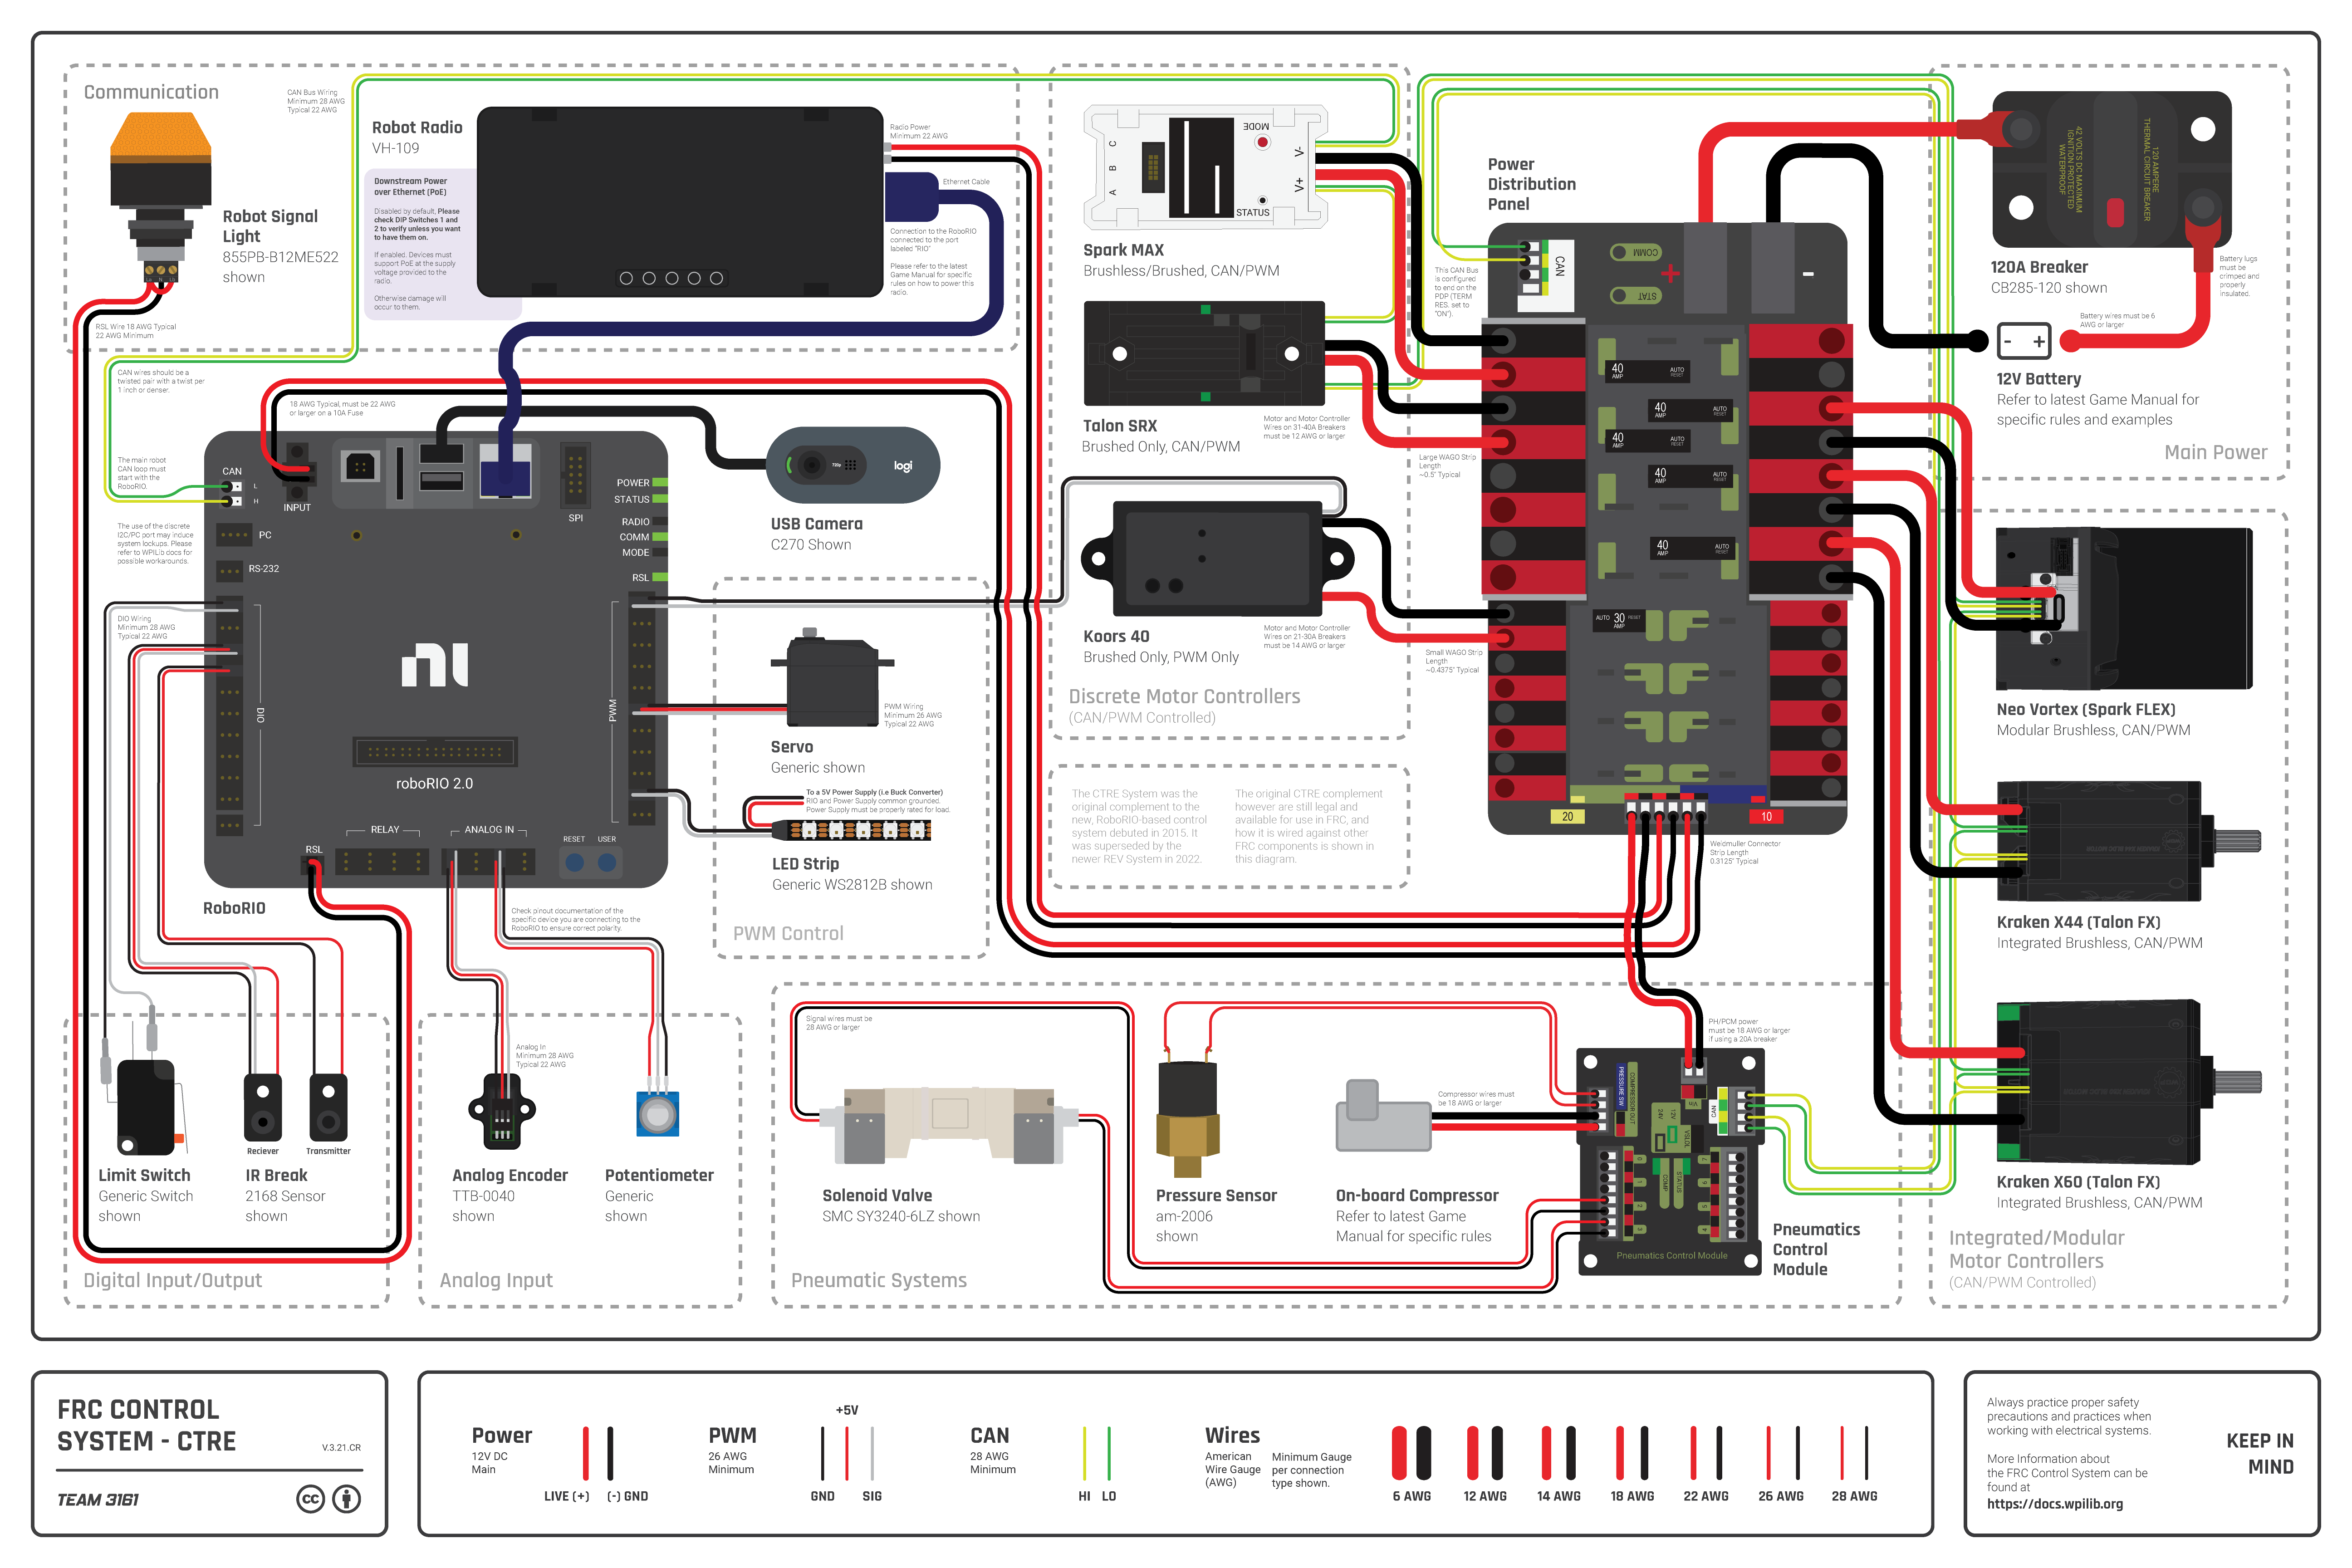 Communication
CAN Bus Wiring
Minimum 28 AWG
Typical 22 AWG
Robot Radio
VH-109
Downstream Power
over Ethernet (PoE)
Disabled by default, Please
check DIP Switches 1 and
2 to verify unless you want
to have them on.
If enabled. Devices must
support PoE at the supply
voltage provided to the
radio.
Otherwise damage will
occur to them.
Radio Power
Minimum 22 AWG
Ethernet Cable
Connection to the RoboRIO
connected to the port
labeled "RIO"
Please refer to the latest
Game Manual for specific
rules on how to power this
radio.
Robot Signal
Light
855PB-B12ME522
shown
RSL Wire 18 AWG Typical
22 AWG Minimum
CAN wires should be a
twisted pair with a twist per
1 inch or denser.
18 AWG Typical, must be 22 AWG
or larger on a 10A Fuse
The main robot
CAN loop must
start with the
RoboRIO.
The use of the discrete
I2C/PC port may induce
system lockups. Please
refer to WPILib docs for
possible workarounds.
CAN
L
H
INPUT
PC
RS-232
SPI
POWER
STATUS
RADIO
COMM
MODE
RSL
DIO Wiring
Minimum 28 AWG
Typical 22 AWG
DIO
PWM
roboRIO 2.0
RELAY
ANALOG IN
RESET
USER
RSL
RoboRIO
Check pinout documentation of the
specific device you are connecting to the
RoboRIO to ensure correct polarity.
720p
logi
USB Camera
C270 Shown
Servo
Generic shown
PWM Wiring
Minimum 26 AWG
Typical 22 AWG
To a 5V Power Supply (i.e Buck Converter)
RIO and Power Supply common grounded.
Power Supply must be properly rated for load.
LED Strip
Generic WS2812B shown
PWM Control
A
B
C
MODE
STATUS
V-
V+
Spark MAX
Brushless/Brushed, CAN/PWM
Talon SRX
Brushed Only, CAN/PWM
Motor and Motor Controller
Wires on 31-40A Breakers
must be 12 AWG or larger
Koors 40
Brushed Only, PWM Only
Motor and Motor Controller
Wires on 21-30A Breakers
must be 14 AWG or larger
Discrete Motor Controllers
(CAN/PWM Controlled)
The CTRE System was the
original complement to the
new, RoboRIO-based control
system debuted in 2015. It
was superseded by the
newer REV System in 2022.
The original CTRE complement
however are still legal and
available for use in FRC, and
how it is wired against other
FRC components is shown in
this diagram.
Power
Distribution
Panel
This CAN Bus
is configured
to end on the
PDP (TERM
RES. set to
"ON").
Large WAGO Strip
Length
~0.5" Typical
Small WAGO Strip
Length
~0.4375" Typical
CAN
COMM
STAT
+
-
40
AMP
AUTO
RESET
40
AMP
AUTO
RESET
40
AMP
AUTO
RESET
40
AMP
AUTO
RESET
40
AMP
AUTO
RESET
AUTO
30
AMP
RESET
20
10
Weidmuller Connector
Strip Length
0.3125" Typical
42 VOLTS DC MAXIMUM
IGNITION PROTECTED
WATERPROOF
120 AMPERE
THERMAL CIRCUIT BREAKER
120A Breaker
CB285-120 shown
Battery lugs
must be
crimped and
properly
insulated.
Battery wires must be 6
AWG or larger
- +
12V Battery
Refer to latest Game Manual for
specific rules and examples
Main Power
Neo Vortex (Spark FLEX)
Modular Brushless, CAN/PWM
Kraken X44 (Talon FX)
Integrated Brushless, CAN/PWM
Kraken X60 (Talon FX)
Integrated Brushless, CAN/PWM
Integrated/Modular
Motor Controllers
(CAN/PWM Controlled)
Limit Switch
Generic Switch
shown
Reciever
Transmitter
IR Break
2168 Sensor
shown
Digital Input/Output
Analog In
Minimum 28 AWG
Typical 22 AWG
Analog Encoder
TTB-0040
shown
Potentiometer
Generic
shown
Analog Input
Signal wires must be
28 AWG or larger
Solenoid Valve
SMC SY3240-6LZ shown
Pressure Sensor
am-2006
shown
Compressor wires must
be 18 AWG or larger
On-board Compressor
Refer to latest Game
Manual for specific rules
PH/PCM power
must be 18 AWG or larger
if using a 20A breaker
PRESSURE SW
COMPRESSOR OUT
Vin
24V
12V
VSLOL
CAN
COMP
STATUS
0
1
2
3
7
6
5
4
Pneumatics Control Module
Pneumatics
Control
Module
Pneumatic Systems
FRC CONTROL
SYSTEM - CTRE
V.3.21.CR
TEAM 3161
cc
Power
12V DC
Main
LIVE (+)
(-) GND
PWM
26 AWG
Minimum
+5V
GND
SIG
CAN
28 AWG
Minimum
HI
LO
Wires
American
Wire Gauge
(AWG)
Minimum Gauge
per connection
type shown.
6 AWG
12 AWG
14 AWG
18 AWG
22 AWG
26 AWG
28 AWG
Always practice proper safety
precautions and practices when
working with electrical systems.
More Information about
the FRC Control System can be
found at
https://docs.wpilib.org
KEEP IN
MIND